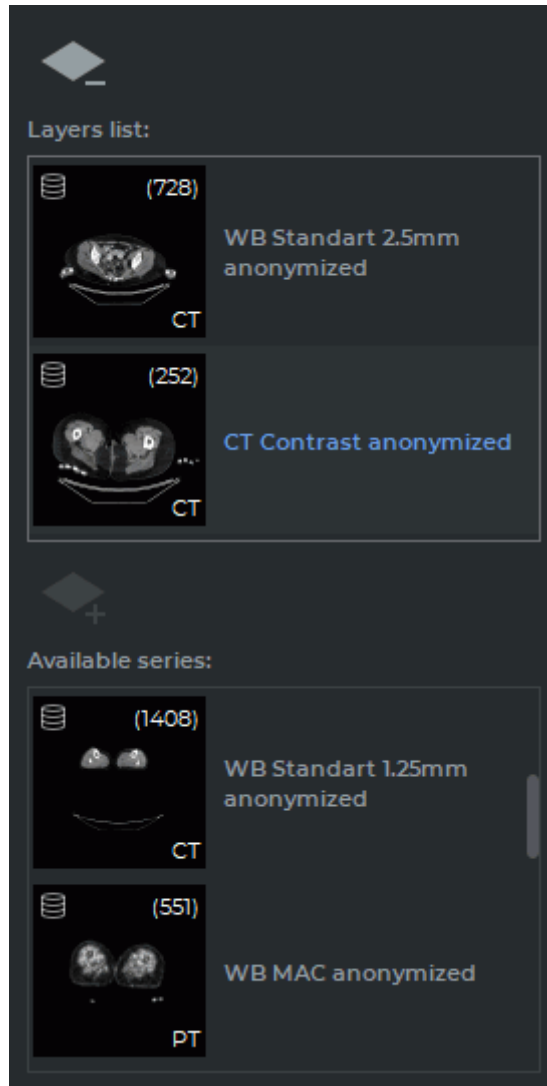 Layers list:
(728)
WB Standart 2.5mm
anonymized
CT
(252)
CT Contrast anonymized
CT
Available series:
(1408)
WB Standart 1.25mm
anonymized
CT
(551)
WB MAC anonymized
PT